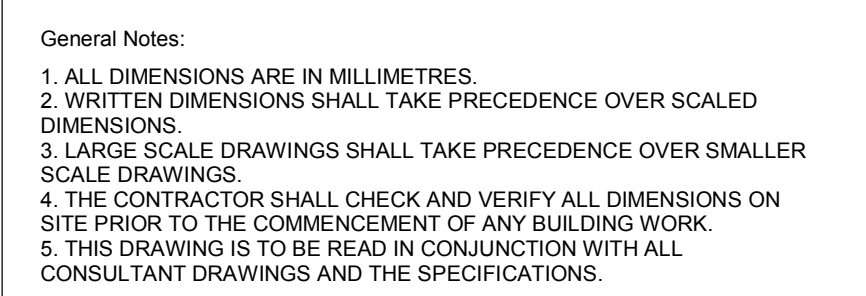 General Notes:
1. ALL DIMENSIONS ARE IN MILLIMETRES.
2. WRITTEN DIMENSIONS SHALL TAKE PRECEDENCE OVER SCALED
DIMENSIONS.
3. LARGE SCALE DRAWINGS SHALL TAKE PRECEDENCE OVER SMALLER
SCALE DRAWINGS.
4. THE CONTRACTOR SHALL CHECK AND VERIFY ALL DIMENSIONS ON
SITE PRIOR TO THE COMMENCEMENT OF ANY BUILDING WORK.
5. THIS DRAWING IS TO BE READ IN CONJUNCTION WITH ALL
CONSULTANT DRAWINGS AND THE SPECIFICATIONS.